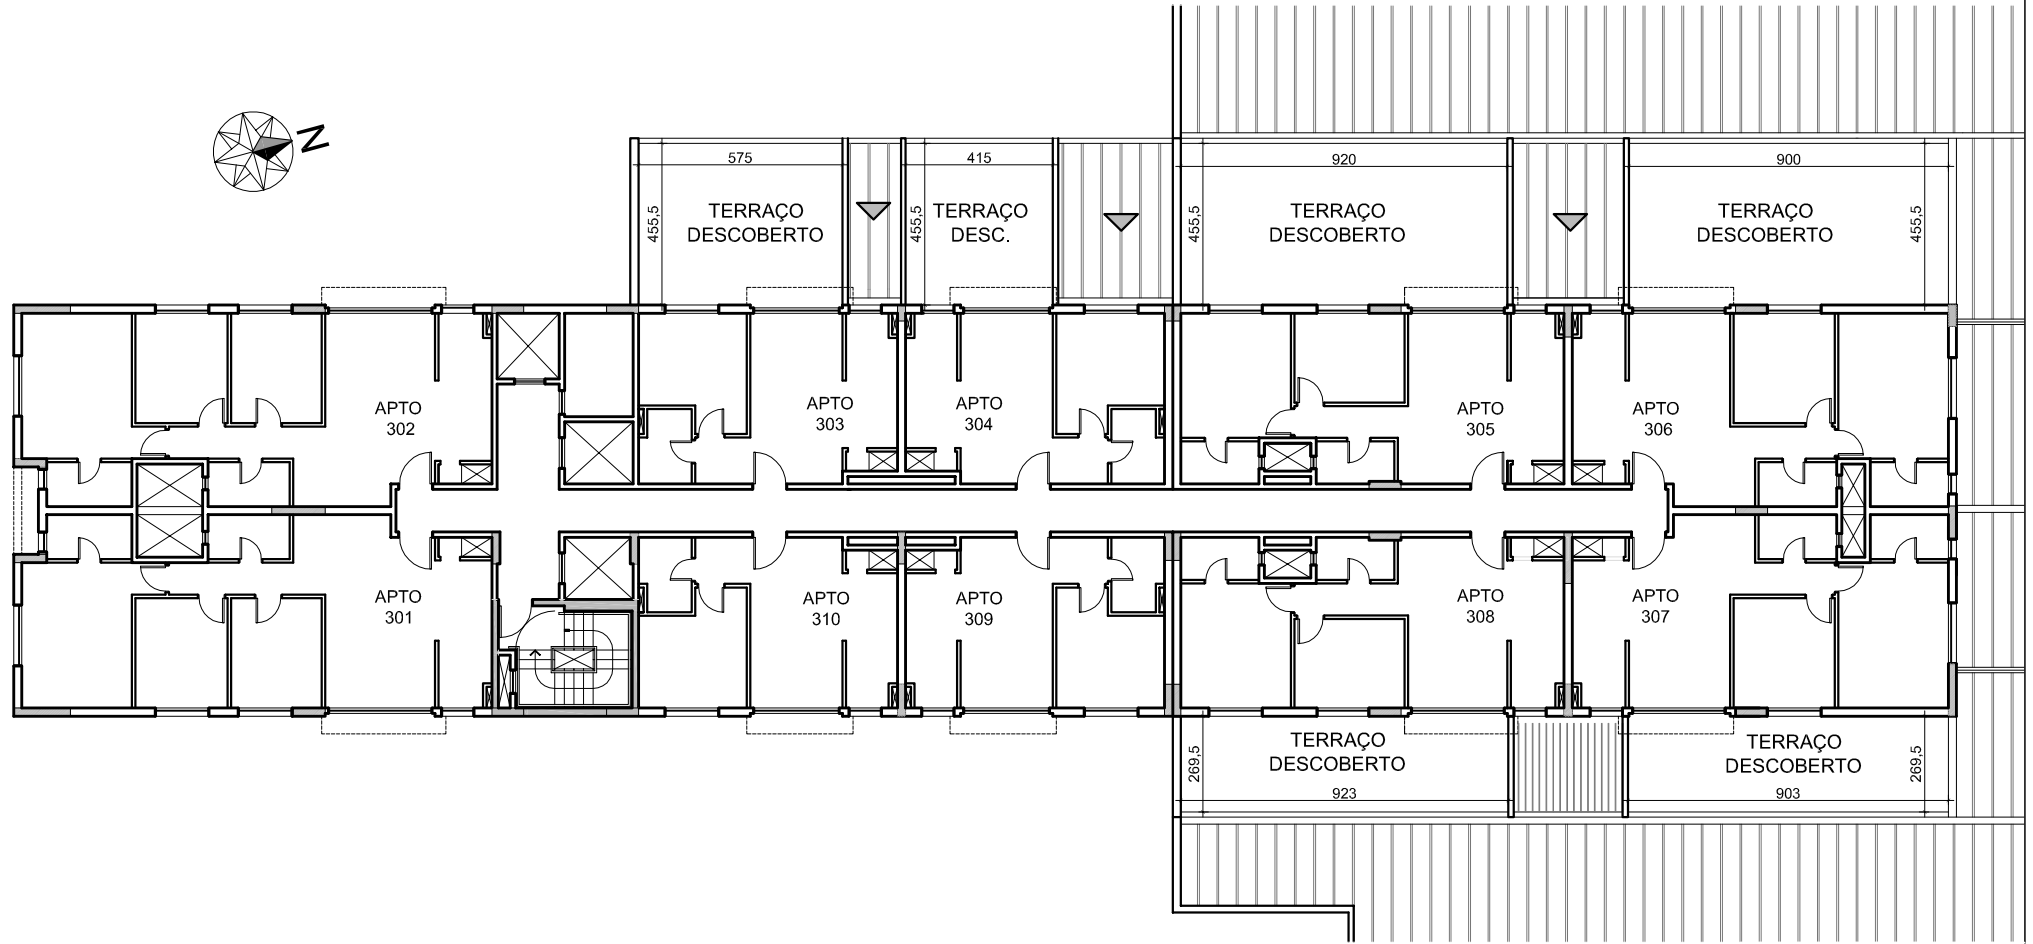 N
575
415
920
900
455,5
455,5
455,5
455,5
TERRAÇO
DESCOBERTO
TERRAÇO
DESC.
TERRAÇO
DESCOBERTO
TERRAÇO
DESCOBERTO
APTO
302
APTO
303
APTO
304
APTO
305
APTO
306
APTO
301
APTO
310
APTO
309
APTO
308
APTO
307
TERRAÇO
DESCOBERTO
TERRAÇO
DESCOBERTO
269,5
269,5
923
903